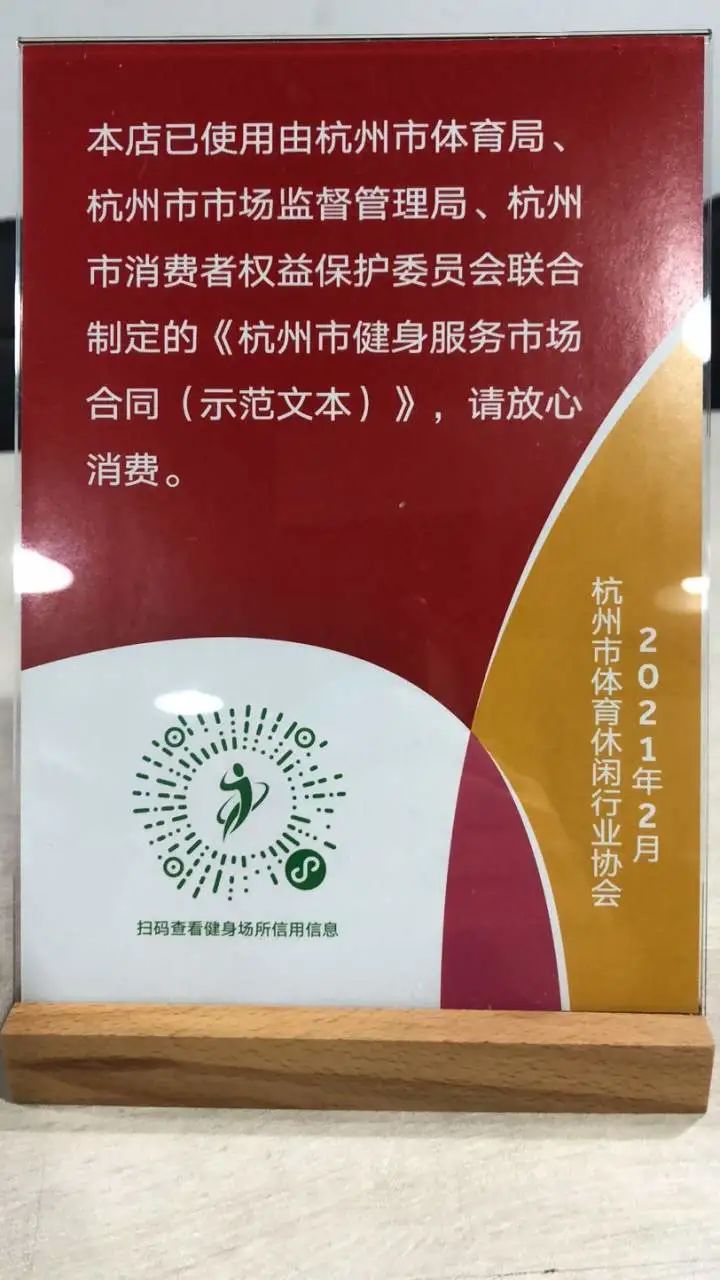 本店已使用由杭州市体育局、
杭州市市场监督管理局、杭州
市消费者权益保护委员会联合
制定的《杭州市健身服务市场
合同（示范文本）》，请放心
消费。
2021年2月
杭州市体育休闲行业协会
扫码查看健身场所信用信息